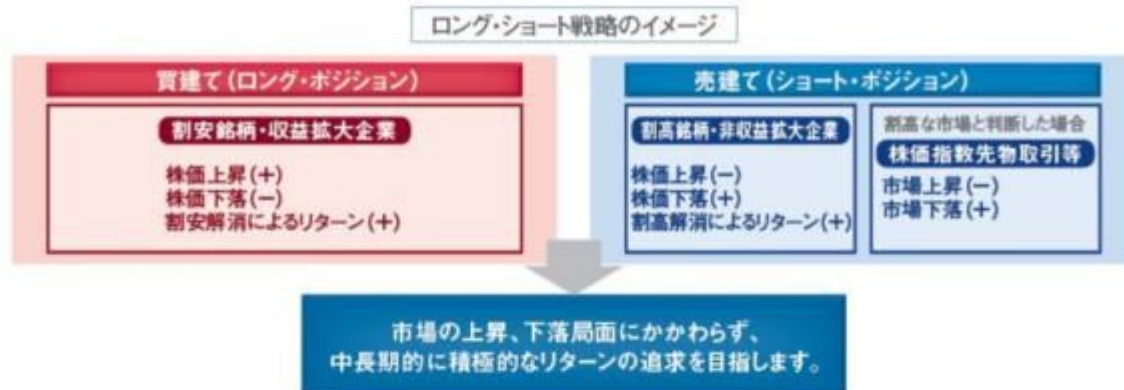 ロング・ショート戦略のイメージ
買建て(ロング・ポジション)
割安銘柄・収益拡大企業
株価上昇(+)
株価下落(−)
割安解消によるリターン(+)
売建て(ショート・ポジション)
割高銘柄・非収益拡大企業
株価上昇(−)
株価下落(+)
割高解消によるリターン(+)
割高な市場と判断した場合
株価指数先物取引等
市場上昇(−)
市場下落(+)
市場の上昇、下落局面にかかわらず、
中長期的に積極的なリターンの追求を目指します。